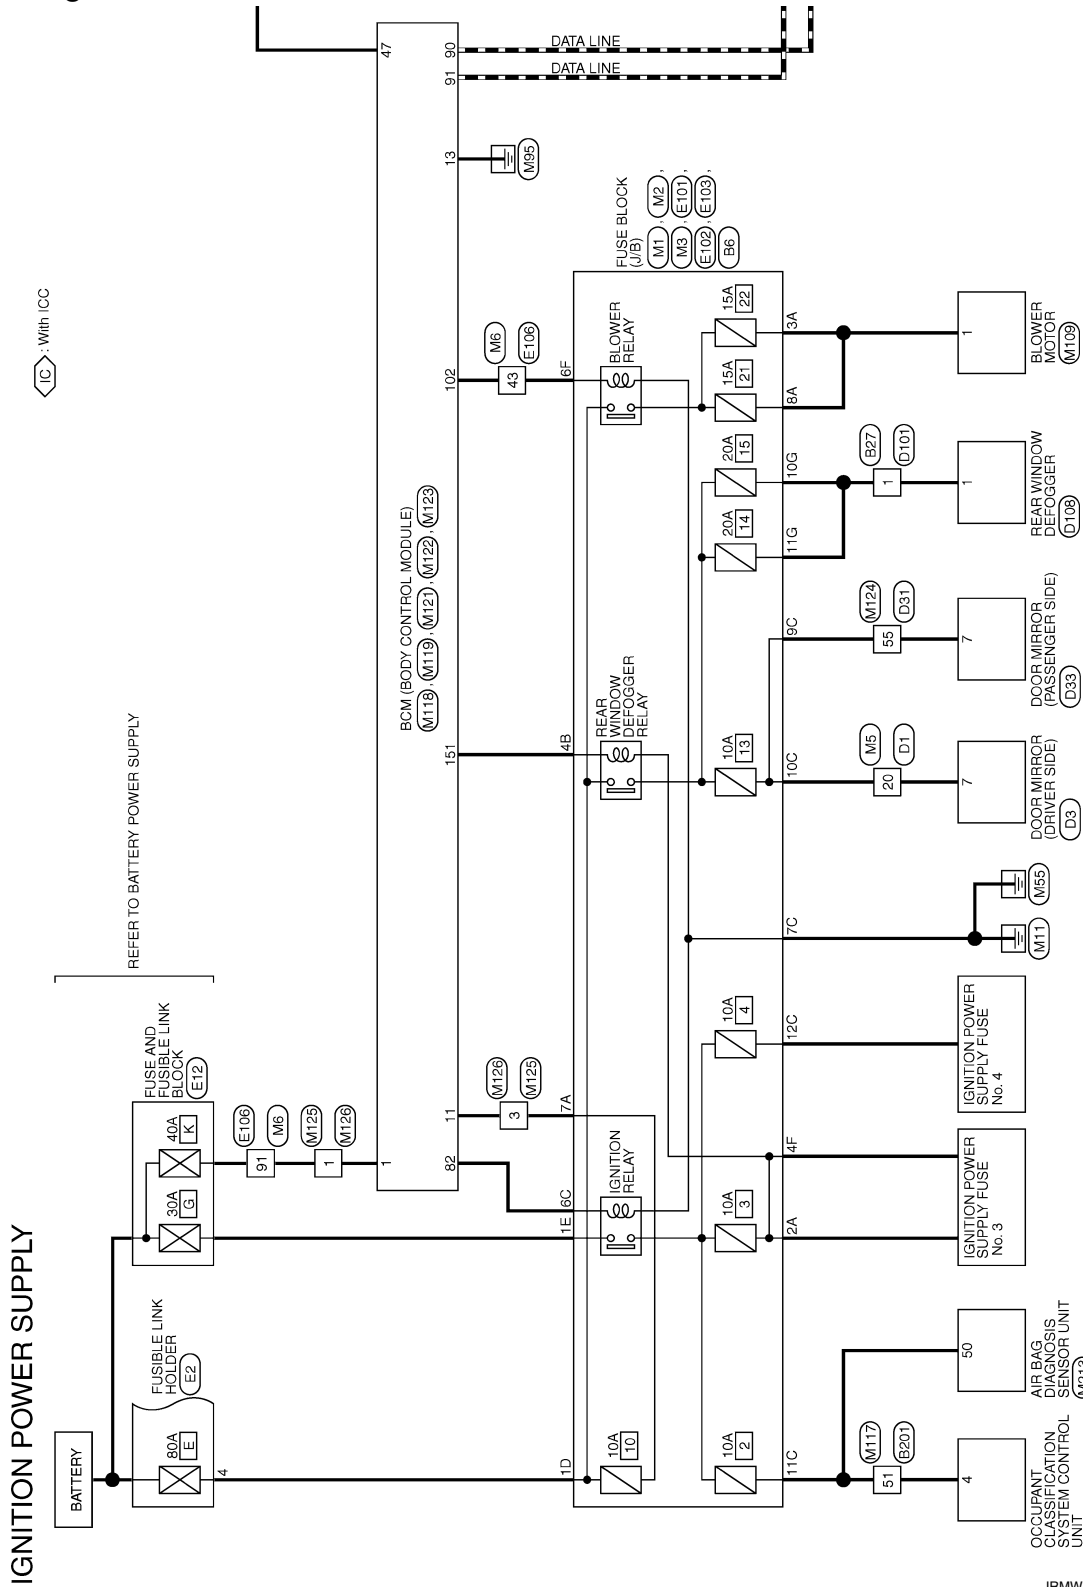 IGNITION POWER SUPPLY
IC : With ICC
BATTERY
80A
E
4
FUSIBLE LINK
HOLDER
E2
30A
G
40A
K
FUSE AND
FUSIBLE LINK
BLOCK
E12
REFER TO BATTERY POWER SUPPLY
E106
91
M6
M125
1
M126
1
47
82
11
151
102
13
91
90
DATA LINE
DATA LINE
BCM (BODY CONTROL MODULE)
M118 , M119 , M121 , M122 , M123
M95
M126
3
M125
M6
43
E106
1D
1E
6C
7A
4B
6F
FUSE BLOCK
(J/B)
M1 , M2 ,
M3 , E101 ,
E102 , E103 ,
B6
10A
10
IGNITION
RELAY
REAR
WINDOW
DEFOGGER
RELAY
BLOWER
RELAY
10A
2
10A
3
10A
4
10A
13
20A
14
20A
15
15A
21
15A
22
11C
2A
4F
12C
7C
10C
9C
11G
10G
8A
3A
M117
51
B201
M5
20
D1
M124
55
D31
B27
1
D101
4
OCCUPANT
CLASSIFICATION
SYSTEM CONTROL
UNIT
50
AIR BAG
DIAGNOSIS
SENSOR UNIT
IGNITION POWER
SUPPLY FUSE
No. 3
IGNITION POWER
SUPPLY FUSE
No. 4
M11
M55
7
DOOR MIRROR
(DRIVER SIDE)
D3
7
DOOR MIRROR
(PASSENGER SIDE)
D33
1
REAR WINDOW
DEFOGGER
D108
1
BLOWER
MOTOR
M109